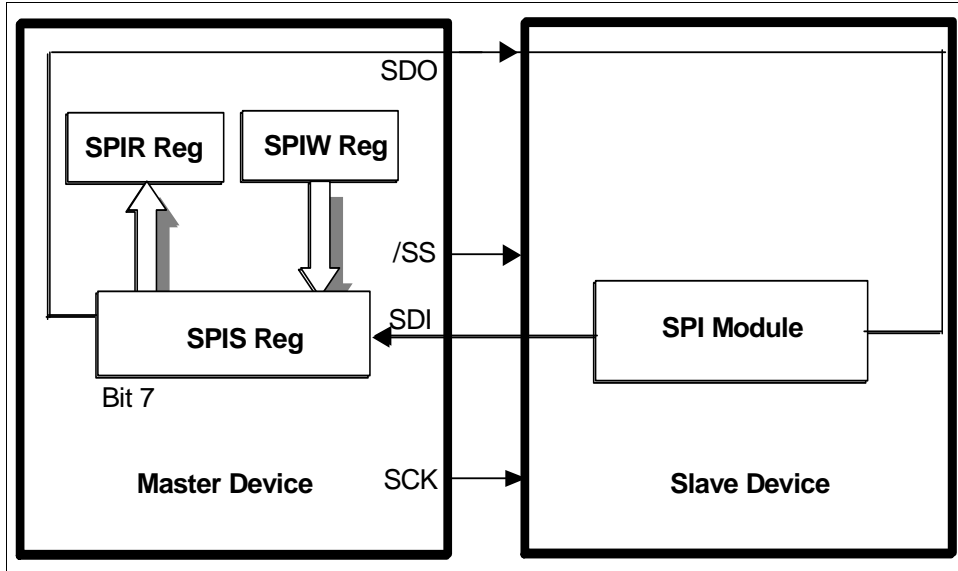 SDO
SPIR Reg
SPIW Reg
/SS
SDI
SPIS Reg
SPI Module
Bit 7
Master Device
SCK
Slave Device